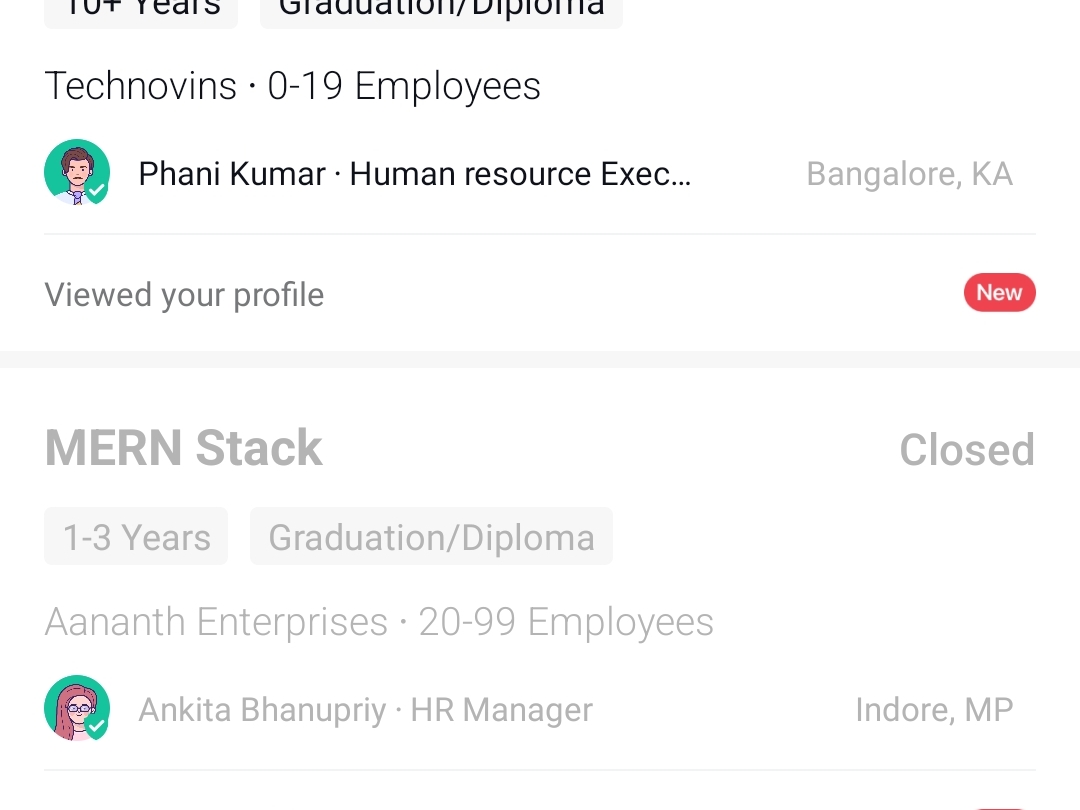 10+ Years Graduation/Diploma
Technovins · 0-19 Employees
Phani Kumar · Human resource Exec... Bangalore, KA
Viewed your profile New
MERN Stack Closed
1-3 Years Graduation/Diploma
Aananth Enterprises · 20-99 Employees
Ankita Bhanupriy · HR Manager Indore, MP